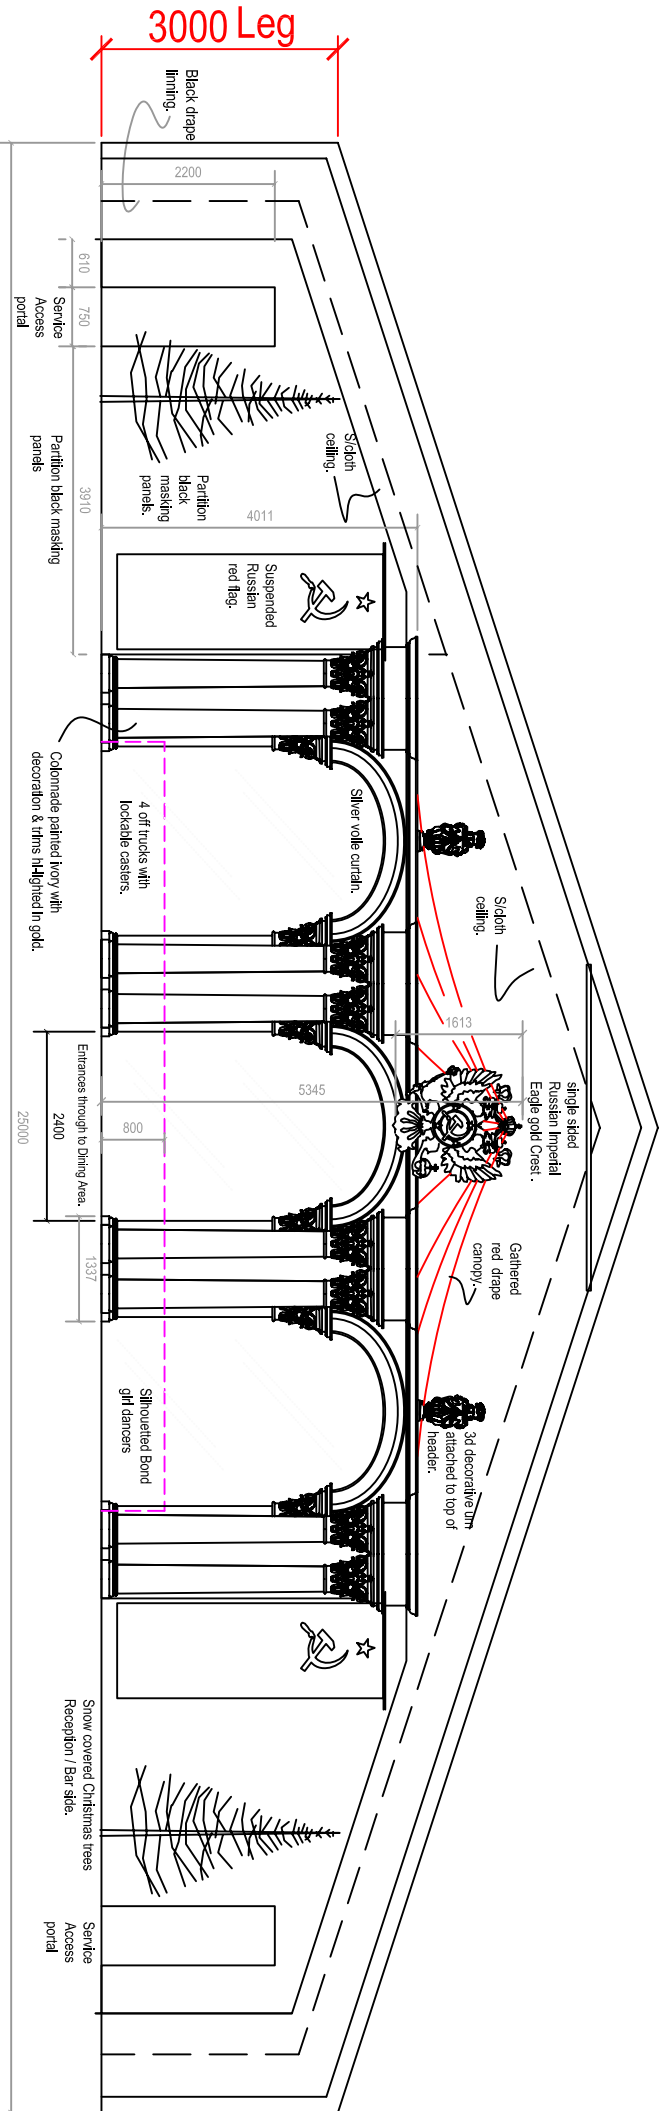 3000 Leg
Black drape
linning.
2200
610
750
Service
Access
portal
S/cloth
ceiling.
Partition
black
masking
panels.
Partition black masking
panels
3910
4011
Suspended
Russian
red flag.
Colonnade painted ivory with
decoration & trims hi-lighted in gold.
4 off trucks with
lockable casters.
Silver voile curtain.
S/cloth
ceiling.
1613
single sided
Russian Imperial
Eagle gold Crest .
5345
800
Entrances through to Dining Area.
2400
25000
1337
Gathered
red drape
canopy.
Silhouetted Bond
girl dancers
3d decorative urn
attached to top of
header.
Snow covered Christmas trees
Reception / Bar side.
Service
Access
portal